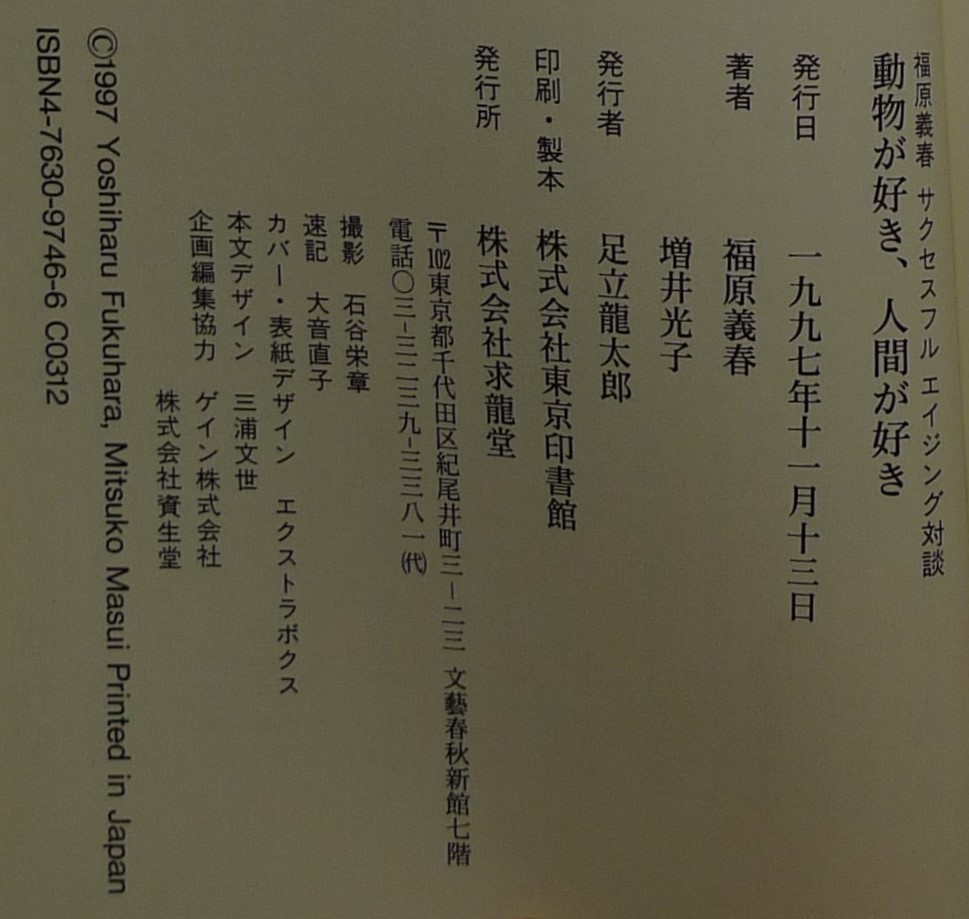 福原義春 サクセスフル エイジング対談
動物が好き、人間が好き
発行日 一九九七年十一月十三日
著者 福原義春
増井光子
発行者 足立龍太郎
印刷・製本 株式会社東京印書館
発行所 株式会社求龍堂
〒102東京都千代田区紀尾井町三−二三 文藝春秋新館七階
電話〇三−三二三九−三三八一㈹
撮影 石谷栄章
速記 大音直子
カバー・表紙デザイン エクストラボクス
本文デザイン 三浦文世
企画編集協力 ゲイン株式会社
株式会社資生堂
©1997 Yoshiharu Fukuhara, Mitsuko Masui Printed in Japan
ISBN4-7630-9746-6 C0312